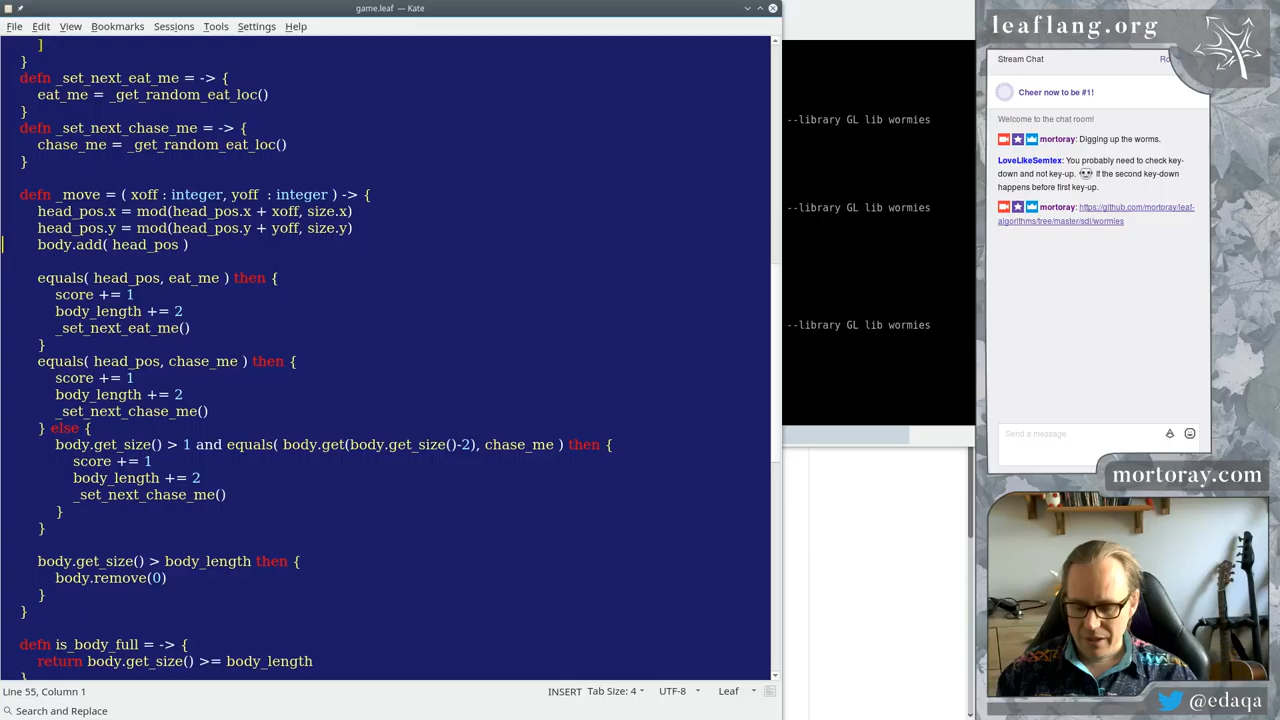 game.leaf — Kate
File Edit View Bookmarks Sessions Tools Settings Help
]
}
defn _set_next_eat_me = -> {
eat_me = _get_random_eat_loc()
}
defn _set_next_chase_me = -> {
chase_me = _get_random_eat_loc()
}
defn _move = ( xoff : integer, yoff  : integer ) -> {
head_pos.x = mod(head_pos.x + xoff, size.x)
head_pos.y = mod(head_pos.y + yoff, size.y)
body.add( head_pos )
equals( head_pos, eat_me ) then {
score += 1
body_length += 2
_set_next_eat_me()
}
equals( head_pos, chase_me ) then {
score += 1
body_length += 2
_set_next_chase_me()
} else {
body.get_size() > 1 and equals( body.get(body.get_size()-2), chase_me ) then {
score += 1
body_length += 2
_set_next_chase_me()
}
}
body.get_size() > body_length then {
body.remove(0)
}
}
defn is_body_full = -> {
return body.get_size() >= body_length
}
Line 55, Column 1
INSERT Tab Size: 4 UTF-8 Leaf
Search and Replace
--library GL lib wormies
--library GL lib wormies
--library GL lib wormies
leaflang.org
Stream Chat
Cheer now to be #1!
Welcome to the chat room!
mortoray: Digging up the worms.
LoveLIkeSemtex: You probably need to check key-
down and not key-up. If the second key-down
happens before first key-up.
mortoray: https://github.com/mortoray/leaf-
algorithms/tree/master/sdl/wormies
Send a message
mortoray.com
@edaqa